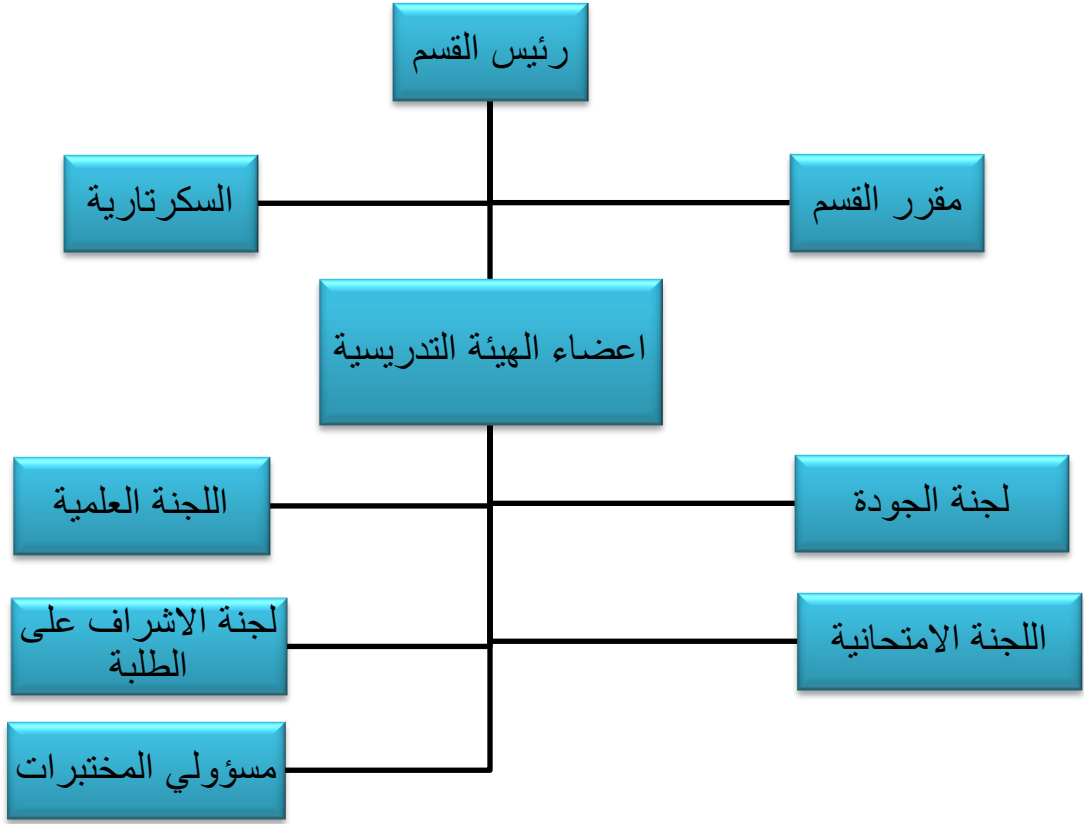 رئيس القسم
مقرر القسم
السكرتارية
اعضاء الهيئة التدريسية
لجنة الجودة
اللجنة العلمية
اللجنة الامتحانية
لجنة الاشراف على
الطلبة
مسؤولي المختبرات